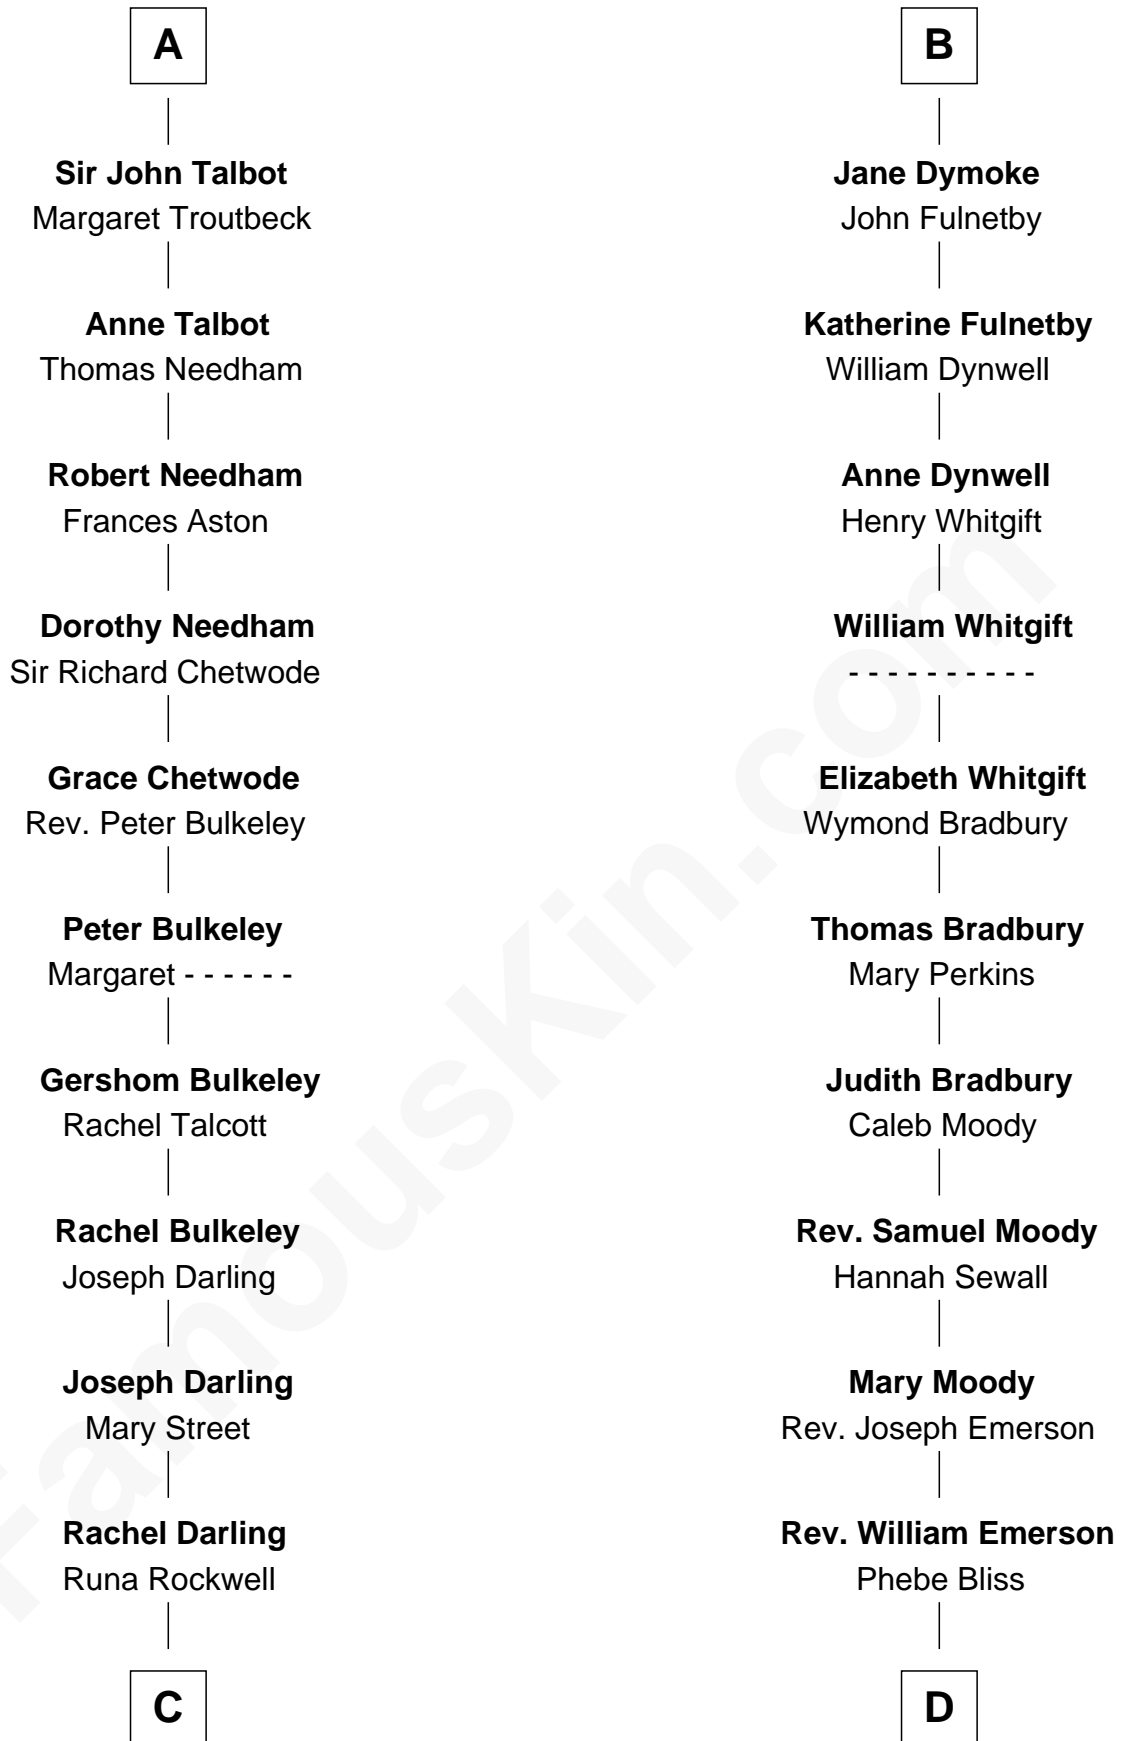 A
Sir John Talbot
Margaret Troutbeck
Anne Talbot
Thomas Needham
Robert Needham
Frances Aston
Dorothy Needham
Sir Richard Chetwode
Grace Chetwode
Rev. Peter Bulkeley
Peter Bulkeley
Margaret - - - - - -
Gershom Bulkeley
Rachel Talcott
Rachel Bulkeley
Joseph Darling
Joseph Darling
Mary Street
Rachel Darling
Runa Rockwell
C
B
Jane Dymoke
John Fulnetby
Katherine Fulnetby
William Dynwell
Anne Dynwell
Henry Whitgift
William Whitgift
- - - - - - - - - -
Elizabeth Whitgift
Wymond Bradbury
Thomas Bradbury
Mary Perkins
Judith Bradbury
Caleb Moody
Rev. Samuel Moody
Hannah Sewall
Mary Moody
Rev. Joseph Emerson
Rev. William Emerson
Phebe Bliss
D
FamousKin.com